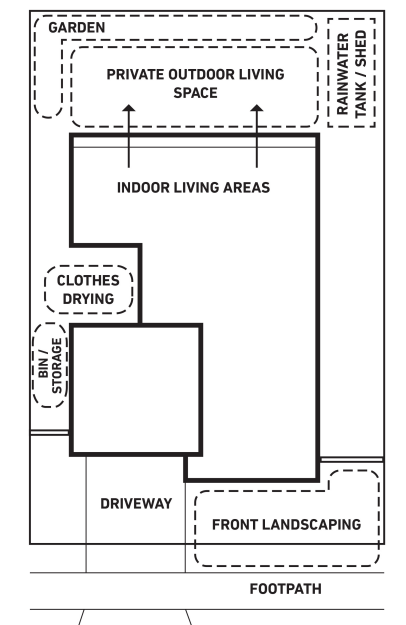 GARDEN
PRIVATE OUTDOOR LIVING
SPACE
RAINWATER
TANK / SHED
INDOOR LIVING AREAS
CLOTHES
DRYING
BIN /
STORAGE
DRIVEWAY
FRONT LANDSCAPING
FOOTPATH